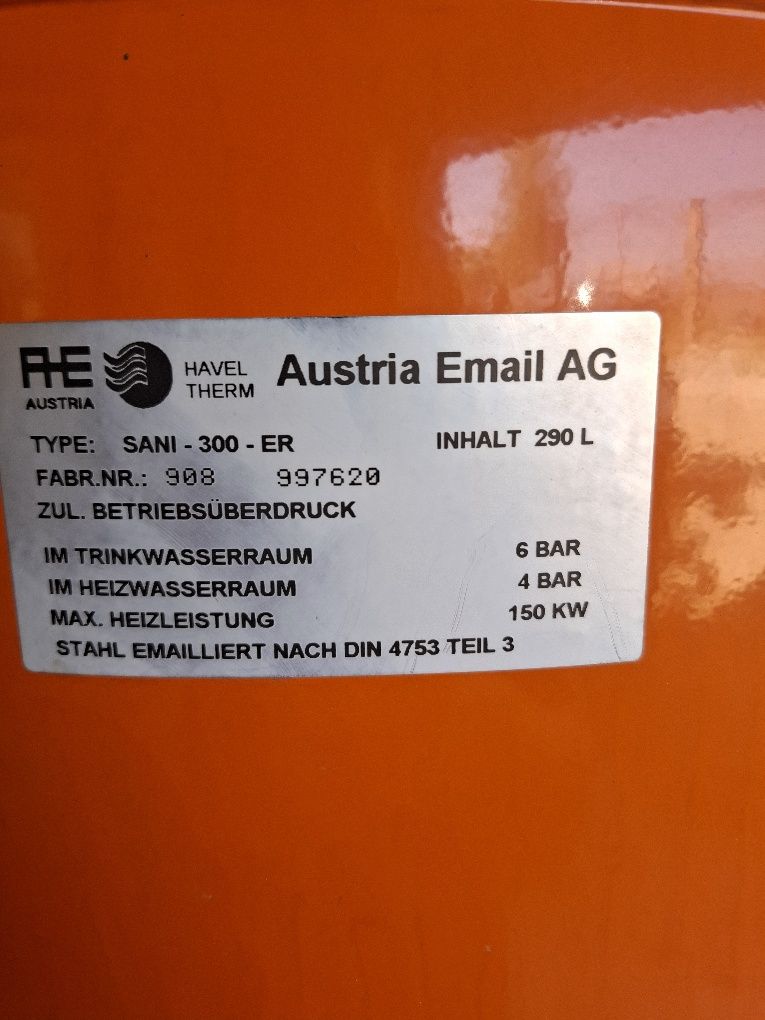 AHE AUSTRIA
HAVEL THERM
Austria Email AG
TYPE: SANI - 300 - ER INHALT 290 L
FABR.NR.: 908 997620
ZUL. BETRIEBSÜBERDRUCK
IM TRINKWASSERRAUM 6 BAR
IM HEIZWASSERRAUM 4 BAR
MAX. HEIZLEISTUNG 150 KW
STAHL EMAILLIERT NACH DIN 4753 TEIL 3